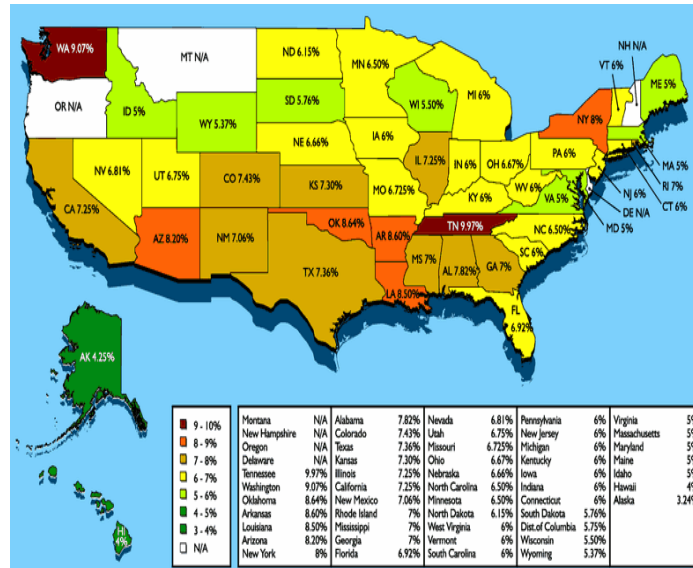 WA 9.07%
MT N/A
ND 6.15%
MN 6.50%
NH N/A
VT 6%
ME 5%
OR N/A
ID 5%
WY 5.37%
SD 5.76%
WI 5.50%
MI 6%
NY 8%
NE 6.66%
IA 6%
IL 7.25%
IN 6%
OH 6.67%
PA 6%
MA 5%
RI 7%
CT 6%
NJ 6%
DE N/A
MD 5%
NV 6.81%
UT 6.75%
CO 7.43%
KS 7.30%
MO 6.725%
KY 6%
WV 6%
VA 5%
CA 7.25%
AZ 8.20%
NM 7.06%
OK 8.64%
AR 8.60%
TN 9.97%
NC 6.50%
SC 6%
TX 7.36%
LA 8.50%
MS 7%
AL 7.82%
GA 7%
FL
6.92%
AK 4.25%
HI
4%
9 - 10%
8 - 9%
7 - 8%
6 - 7%
5 - 6%
4 - 5%
3 - 4%
N/A
Montana N/A Alabama 7.82% Nevada 6.81% Pennsylvania 6% Virginia 5%
New Hampshire N/A Colorado 7.43% Utah 6.75% New Jersey 6% Massachusetts 5%
Oregon N/A Texas 7.36% Missouri 6.725% Michigan 6% Maryland 5%
Delaware N/A Kansas 7.30% Ohio 6.67% Kentucky 6% Maine 5%
Tennessee 9.97% Illinois 7.25% Nebraska 6.66% Iowa 6% Idaho 5%
Washington 9.07% California 7.25% North Carolina 6.50% Indiana 6% Hawaii 4%
Oklahoma 8.64% New Mexico 7.06% Minnesota 6.50% Connecticut 6% Alaska 3.24%
Arkansas 8.60% Rhode Island 7% North Dakota 6.15% South Dakota 5.76%
Louisiana 8.50% Mississippi 7% West Virginia 6% Dist.of Columbia 5.75%
Arizona 8.20% Georgia 7% Vermont 6% Wisconsin 5.50%
New York 8% Florida 6.92% South Carolina 6% Wyoming 5.37%